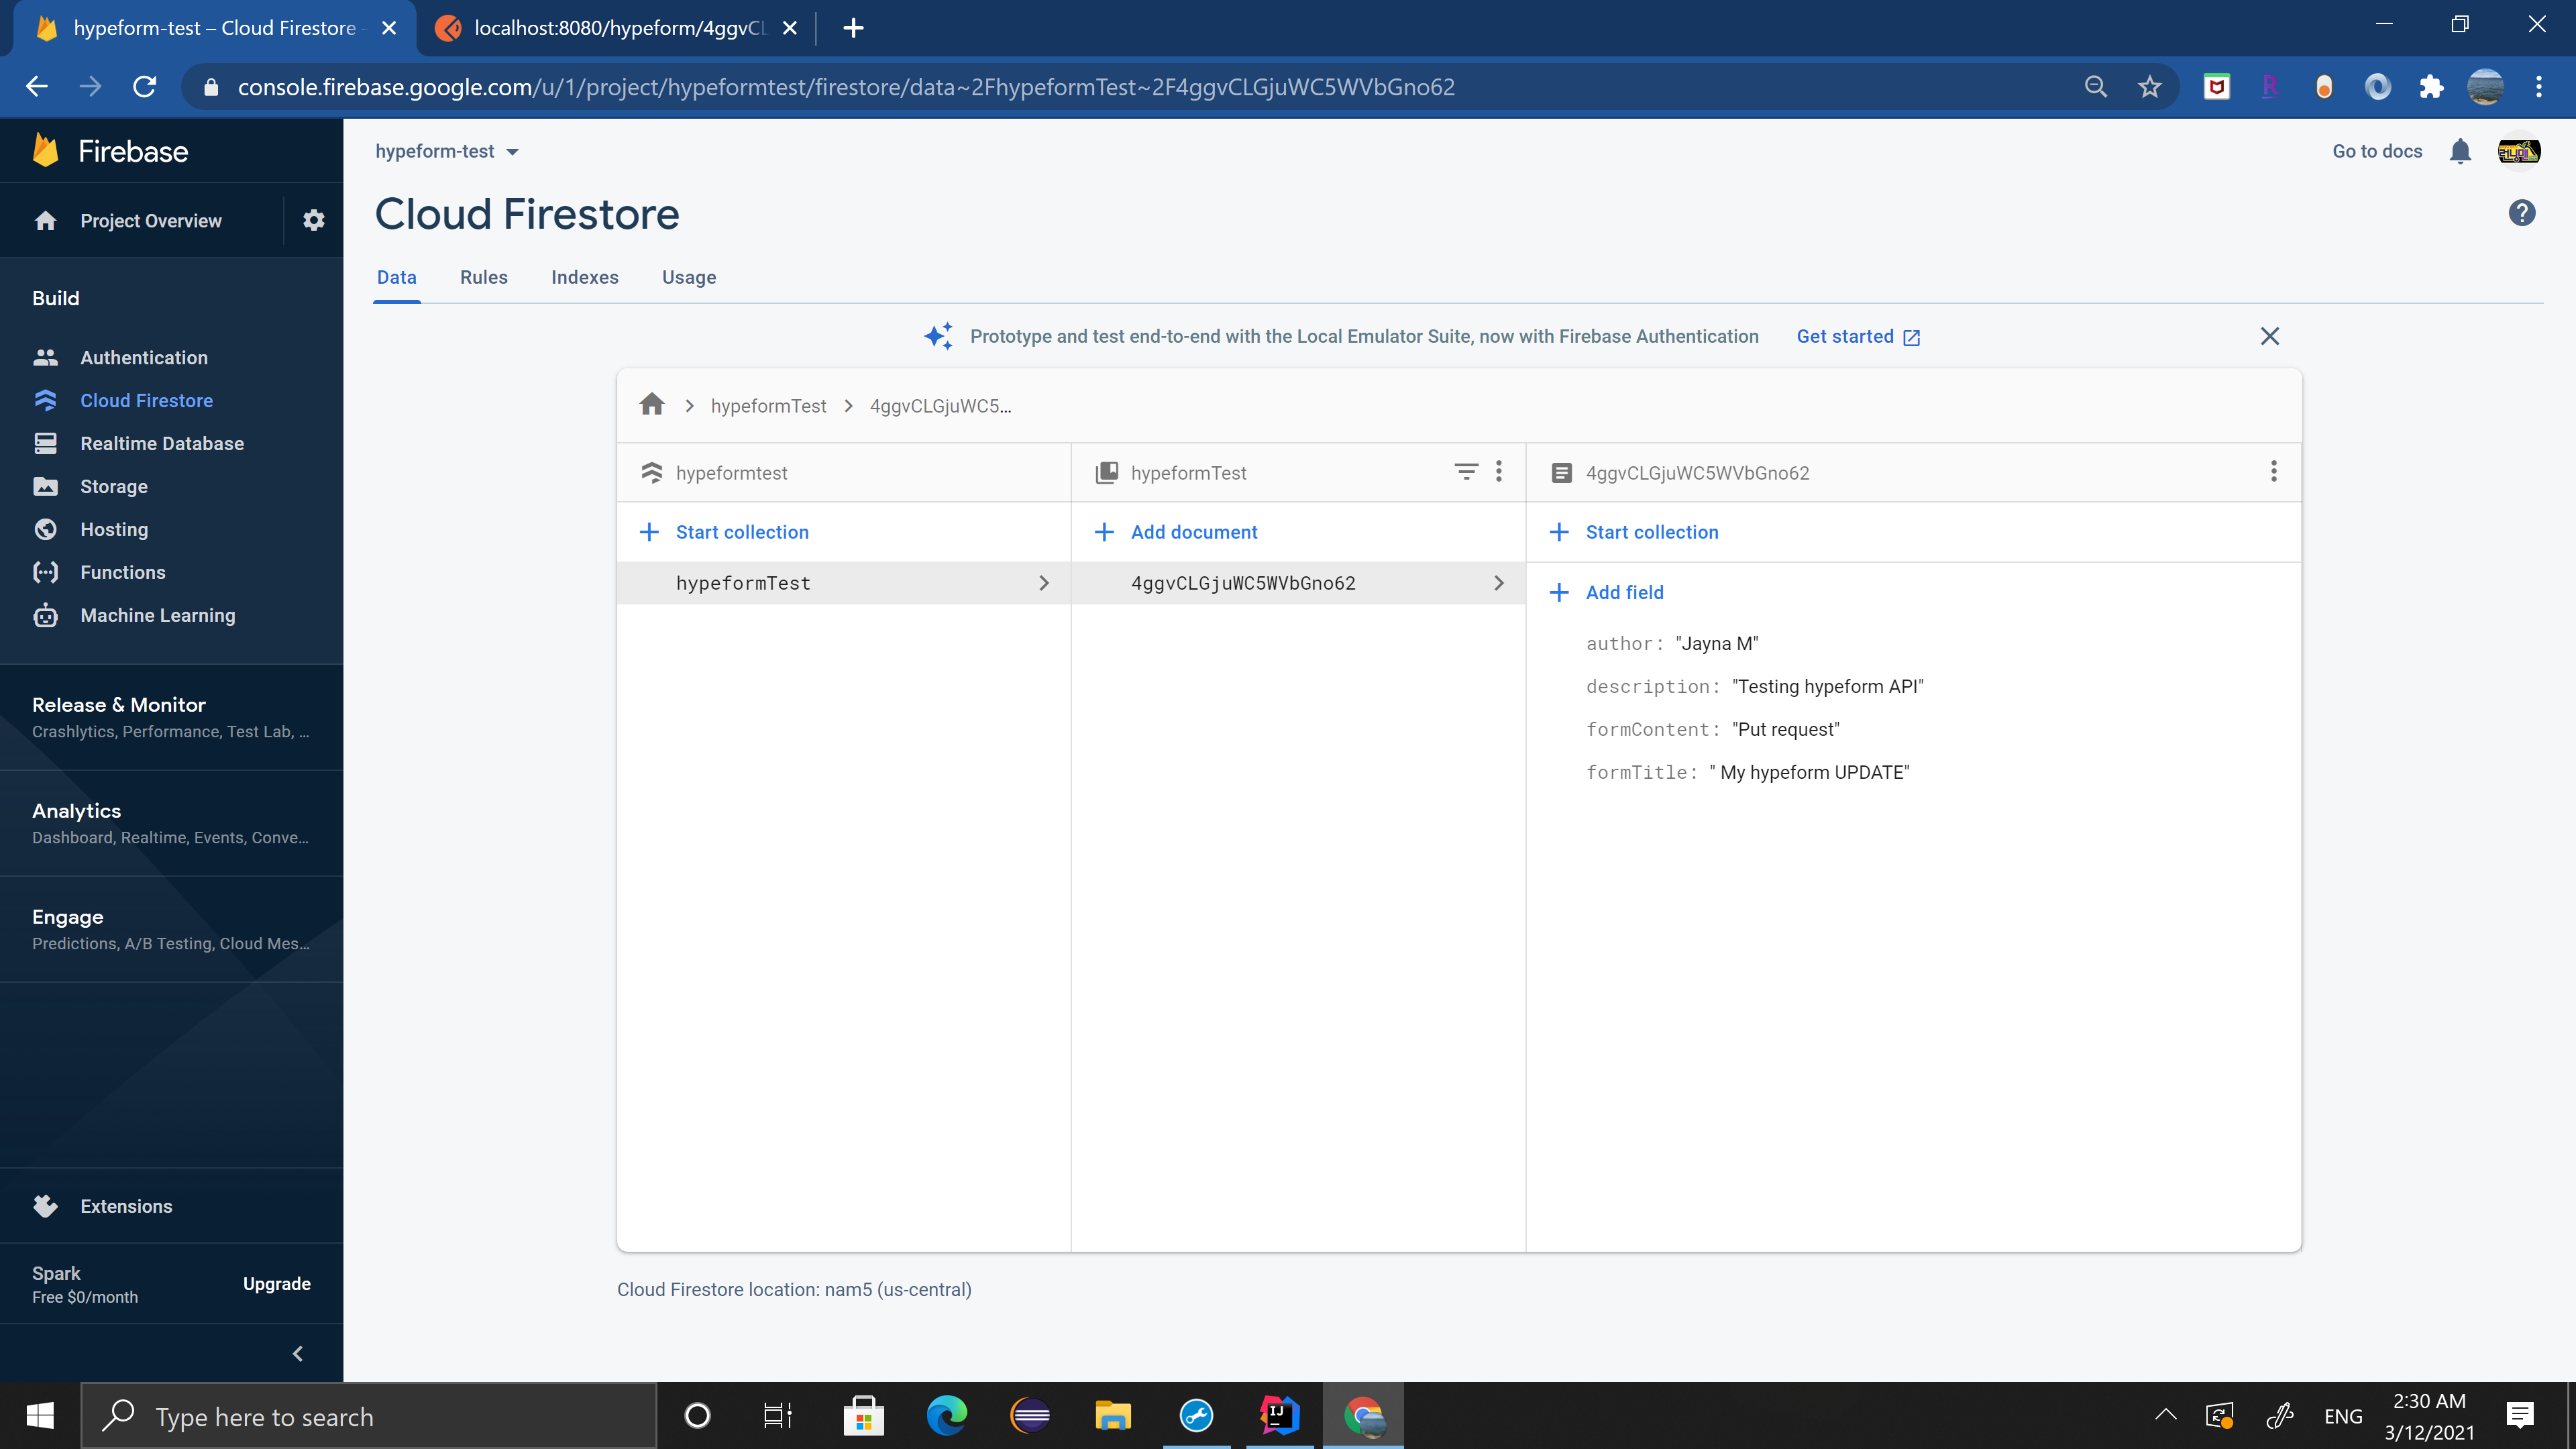 hypeform-test – Cloud Firestore -
localhost:8080/hypeform/4ggvCL
console.firebase.google.com/u/1/project/hypeformtest/firestore/data~2FhypeformTest~2F4ggvCLGjuWC5WVbGno62
Firebase
hypeform-test
Go to docs
Project Overview
Cloud Firestore
Data Rules Indexes Usage
Build
Prototype and test end-to-end with the Local Emulator Suite, now with Firebase Authentication Get started
Authentication
Cloud Firestore
Realtime Database
Storage
Hosting
Functions
Machine Learning
Release & Monitor
Crashlytics, Performance, Test Lab, ...
Analytics
Dashboard, Realtime, Events, Conve...
Engage
Predictions, A/B Testing, Cloud Mes...
Extensions
Spark
Free $0/month
Upgrade
hypeformTest 4ggvCLGjuWC5...
hypeformtest
Start collection
hypeformTest
hypeformTest
Add document
4ggvCLGjuWC5WVbGno62
4ggvCLGjuWC5WVbGno62
Start collection
Add field
author: "Jayna M"
description: "Testing hypeform API"
formContent: "Put request"
formTitle: " My hypeform UPDATE"
Cloud Firestore location: nam5 (us-central)
Type here to search
ENG
2:30 AM
3/12/2021